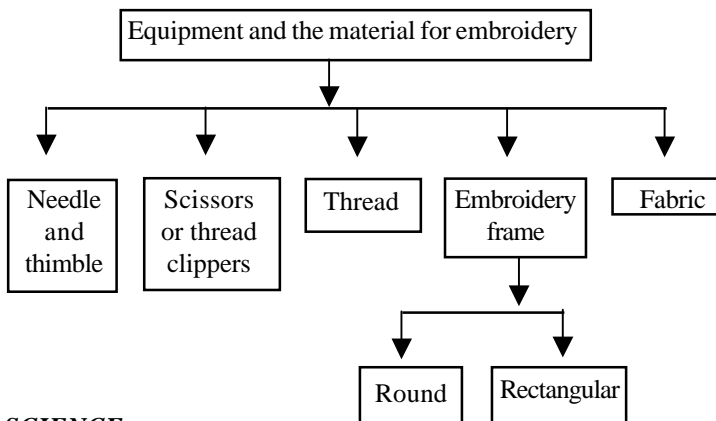 Equipment and the material for embroidery
Needle
and
thimble
Scissors
or thread
clippers
Thread
Embroidery
frame
Fabric
Round
Rectangular
SCIENCE